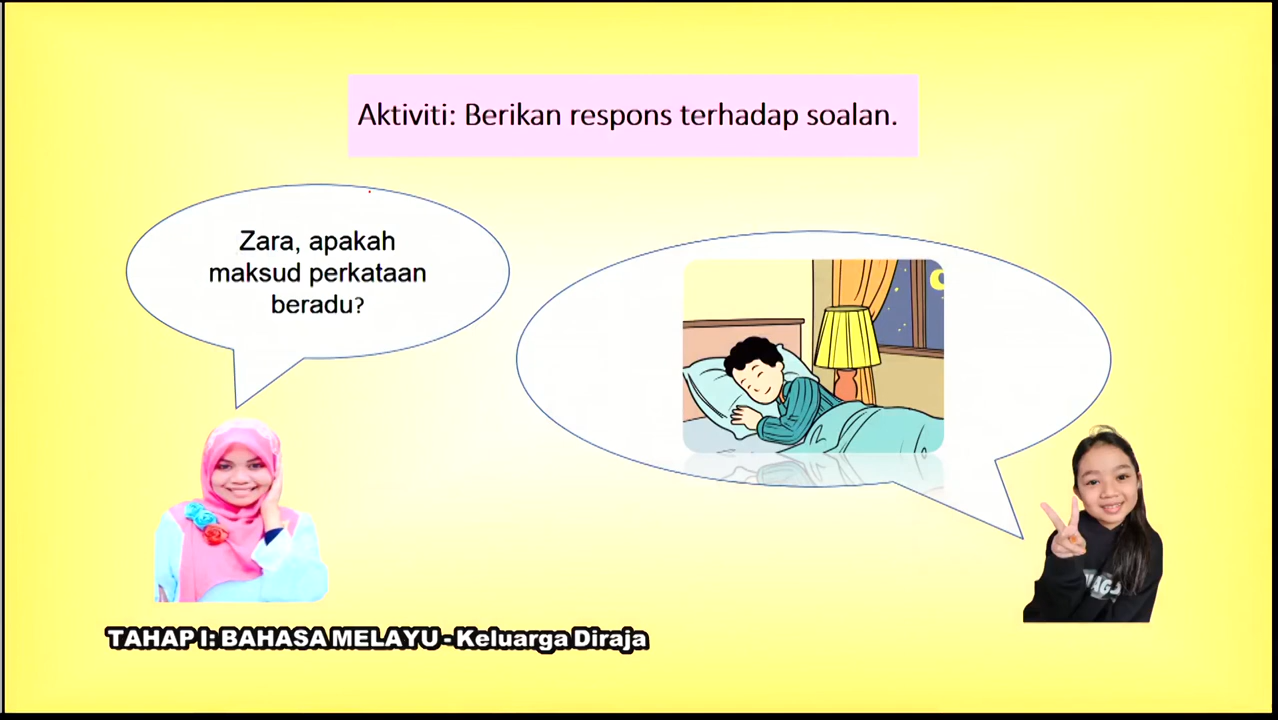 Aktiviti: Berikan respons terhadap soalan.
Zara, apakah
maksud perkataan
beradu?
TAHAP I: BAHASA MELAYU - Keluarga Diraja